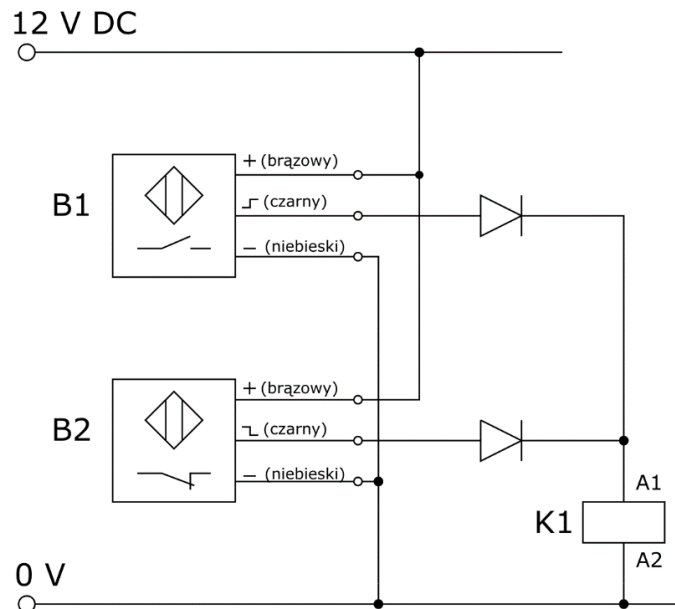 12 V DC
B1
+ (brązowy)
(czarny)
− (niebieski)
B2
+ (brązowy)
(czarny)
− (niebieski)
A1
K1
A2
0 V